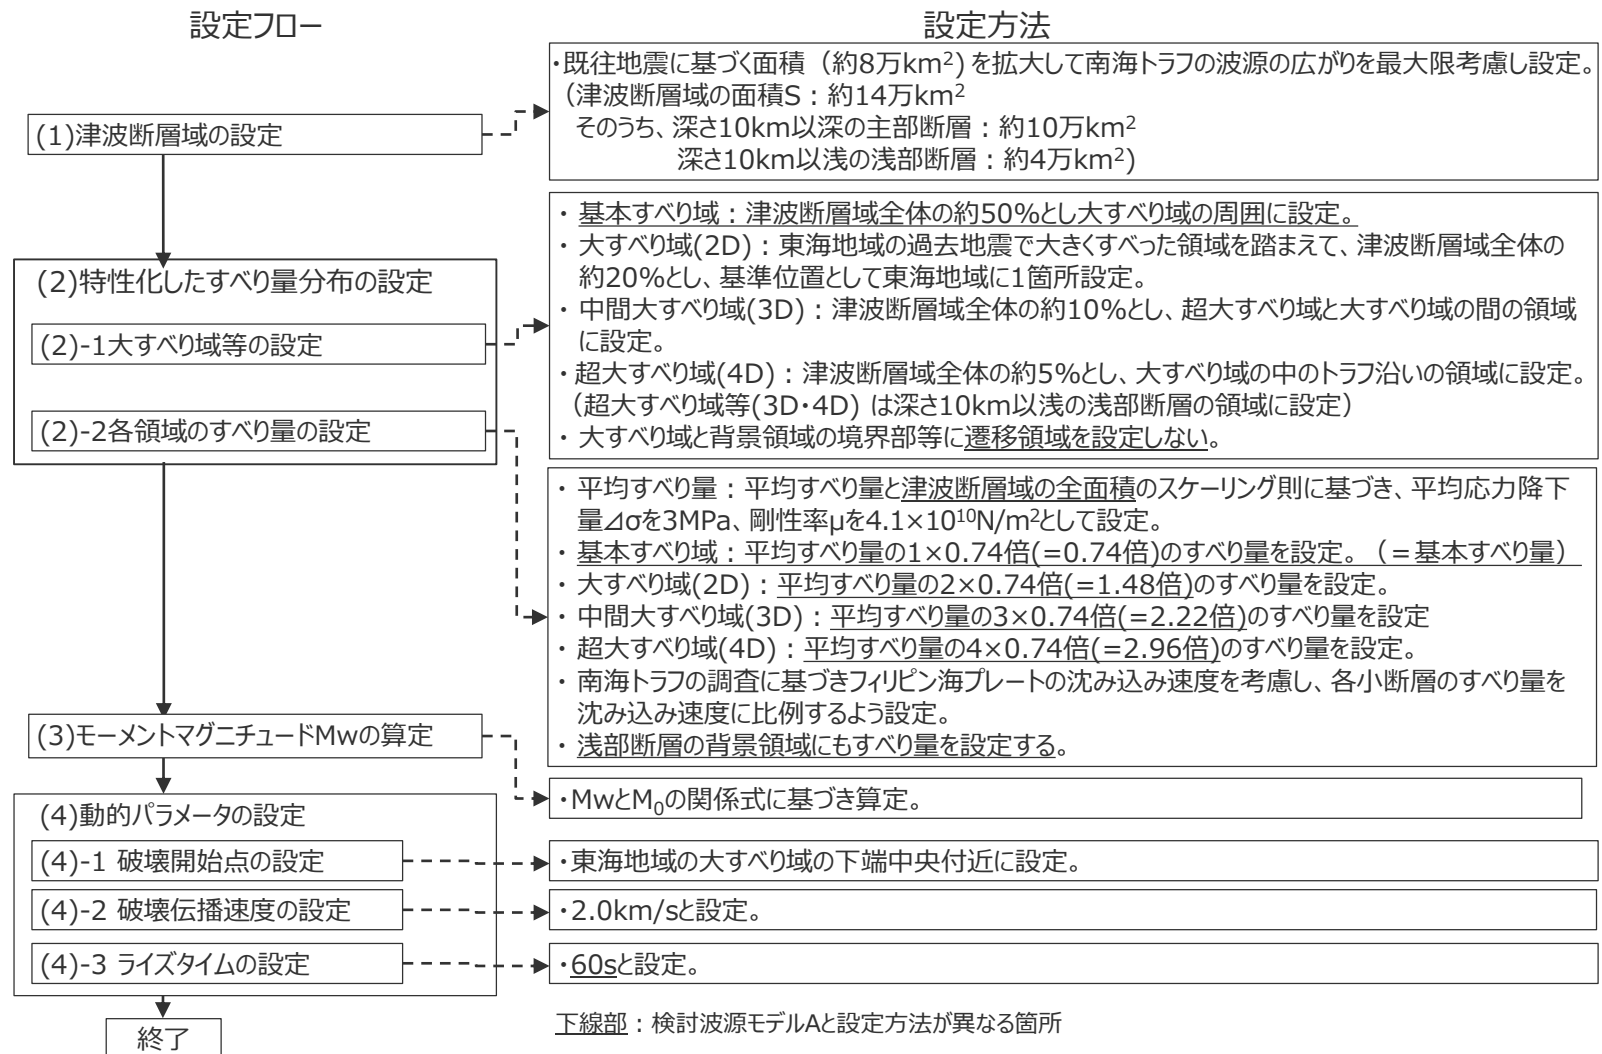 設定フロー
設定方法
(1)津波断層域の設定
・既往地震に基づく面積（約8万km²)を拡大して南海トラフの波源の広がりを最大限考慮し設定。
（津波断層域の面積S：約14万km²
そのうち、深さ10km以深の主部断層：約10万km²
深さ10km以浅の浅部断層：約4万km²)
(2)特性化したすべり量分布の設定
(2)-1大すべり域等の設定
・基本すべり域：津波断層域全体の約50%とし大すべり域の周囲に設定。
・大すべり域(2D)：東海地域の過去地震で大きくすべった領域を踏まえて、津波断層域全体の
約20%とし、基準位置として東海地域に1箇所設定。
・中間大すべり域(3D)：津波断層域全体の約10%とし、超大すべり域と大すべり域の間の領域
に設定。
・超大すべり域(4D)：津波断層域全体の約5%とし、大すべり域の中のトラフ沿いの領域に設定。
（超大すべり域等(3D・4D) は深さ10km以浅の浅部断層の領域に設定）
・大すべり域と背景領域の境界部等に遷移領域を設定しない。
(2)-2各領域のすべり量の設定
・平均すべり量：平均すべり量と津波断層域の全面積のスケーリング則に基づき、平均応力降下
量⊿σを3MPa、剛性率μを4.1×10¹⁰N/m²として設定。
・基本すべり域：平均すべり量の1×0.74倍(=0.74倍)のすべり量を設定。（=基本すべり量）
・大すべり域(2D)：平均すべり量の2×0.74倍(=1.48倍)のすべり量を設定。
・中間大すべり域(3D)：平均すべり量の3×0.74倍(=2.22倍)のすべり量を設定
・超大すべり域(4D)：平均すべり量の4×0.74倍(=2.96倍)のすべり量を設定。
・南海トラフの調査に基づきフィリピン海プレートの沈み込み速度を考慮し、各小断層のすべり量を
沈み込み速度に比例するよう設定。
・浅部断層の背景領域にもすべり量を設定する。
(3)モーメントマグニチュードMwの算定
・MwとM₀の関係式に基づき算定。
(4)動的パラメータの設定
(4)-1 破壊開始点の設定
・東海地域の大すべり域の下端中央付近に設定。
(4)-2 破壊伝播速度の設定
・2.0km/sと設定。
(4)-3 ライズタイムの設定
・60sと設定。
終了
下線部：検討波源モデルAと設定方法が異なる箇所